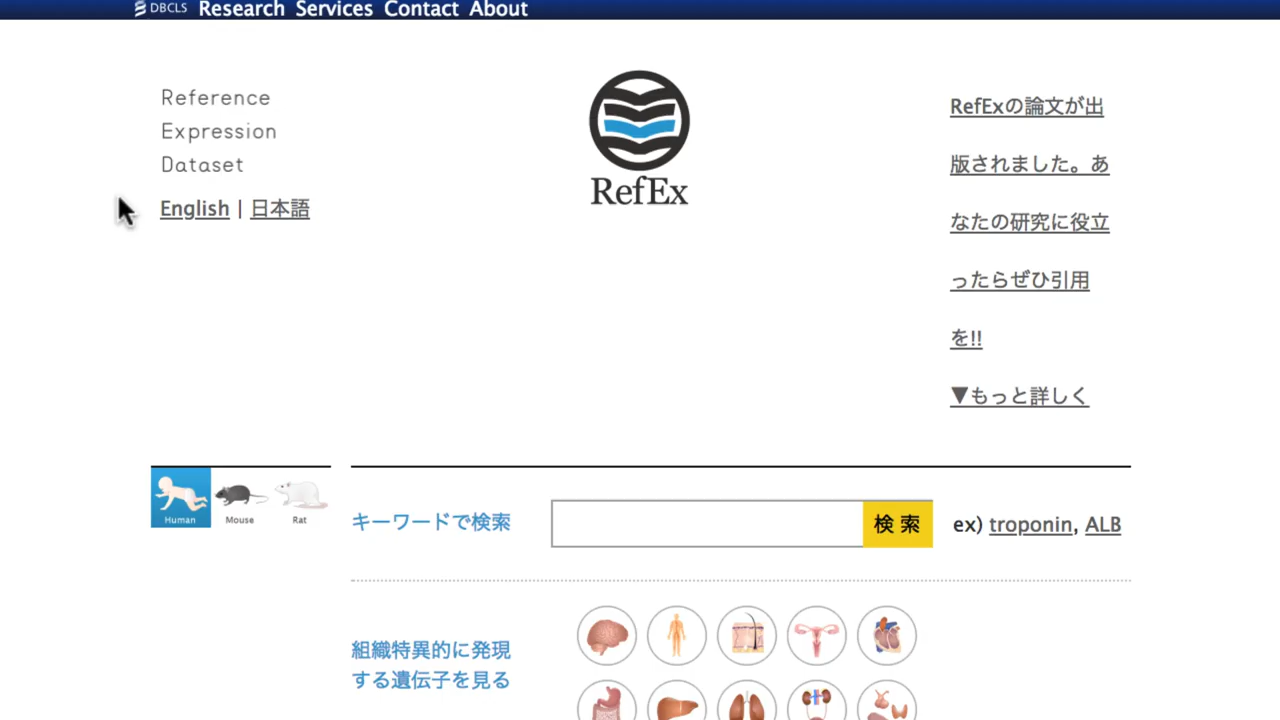 DBCLS Research Services Contact About
Reference
Expression
Dataset
English | 日本語
RefEx
RefExの論文が出
版されました。あ
なたの研究に役立
ったらぜひ引用
を!!
▼もっと詳しく
Human Mouse Rat
キーワードで検索
検 索
ex) troponin, ALB
組織特異的に発現
する遺伝子を見る